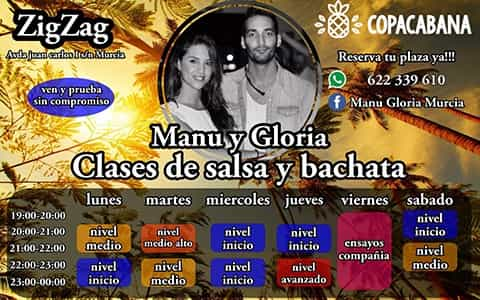 ZigZag
Avda juan carlos I s/n Murcia
ven y prueba
sin compromiso
COPACABANA
Reserva tu plaza ya!!!
622 339 610
Manu Gloria Murcia
Manu y Gloria
Clases de salsa y bachata
lunes martes miercoles jueves viernes sabado
19:00-20:00
20:00-21:00
21:00-22:00
22:00-23:00
23:00-00:00
nivel
medio
nivel
inicio
nivel
medio alto
nivel
medio
nivel
inicio
nivel
inicio
nivel
inicio
nivel
avanzado
ensayos
compañia
nivel
inicio
nivel
medio